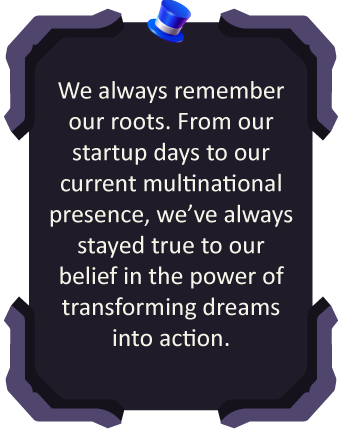 We always remember
our roots. From our
startup days to our
current multinational
presence, we’ve always
stayed true to our
belief in the power of
transforming dreams
into action.